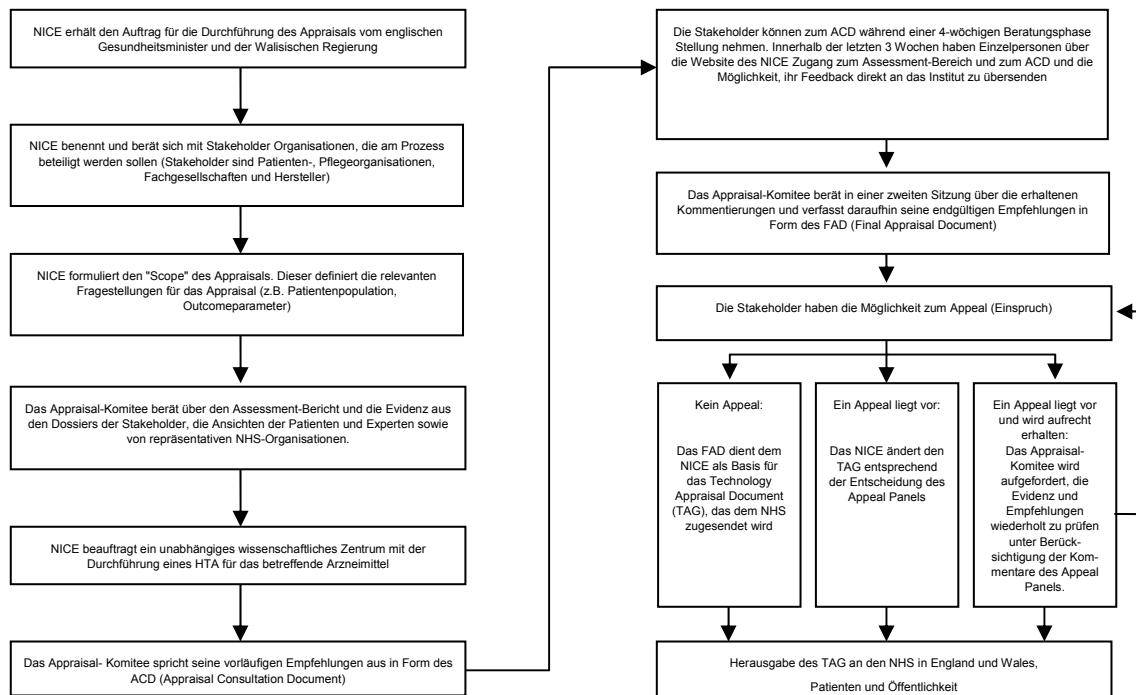 NICE erhält den Auftrag für die Durchführung des Appraisals vom englischen
Gesundheitsminister und der Walisischen Regierung
NICE benennt und berät sich mit Stakeholder Organisationen, die am Prozess
beteiligt werden sollen (Stakeholder sind Patienten-, Pflegeorganisationen,
Fachgesellschaften und Hersteller)
NICE formuliert den "Scope" des Appraisals. Dieser definiert die relevanten
Fragestellungen für das Appraisal (z.B. Patientenpopulation,
Outcomeparameter)
Das Appraisal-Komitee berät über den Assessment-Bericht und die Evidenz aus
den Dossiers der Stakeholder, die Ansichten der Patienten und Experten sowie
von repräsentativen NHS-Organisationen.
NICE beauftragt ein unabhängiges wissenschaftliches Zentrum mit der
Durchführung eines HTA für das betreffende Arzneimittel
Das Appraisal- Komitee spricht seine vorläufigen Empfehlungen aus in Form des
ACD (Appraisal Consultation Document)
Die Stakeholder können zum ACD während einer 4-wöchigen Beratungsphase
Stellung nehmen. Innerhalb der letzten 3 Wochen haben Einzelpersonen über
die Website des NICE Zugang zum Assessment-Bereich und zum ACD und die
Möglichkeit, ihr Feedback direkt an das Institut zu übersenden
Das Appraisal-Komitee berät in einer zweiten Sitzung über die erhaltenen
Kommentierungen und verfasst daraufhin seine endgültigen Empfehlungen in
Form des FAD (Final Appraisal Document)
Die Stakeholder haben die Möglichkeit zum Appeal (Einspruch)
Kein Appeal:
Das FAD dient dem
NICE als Basis für
das Technology
Appraisal Document
(TAG), das dem NHS
zugesendet wird
Ein Appeal liegt vor:
Das NICE ändert den
TAG entsprechend
der Entscheidung des
Appeal Panels
Ein Appeal liegt vor
und wird aufrecht
erhalten:
Das Appraisal-
Komitee wird
aufgefordert, die
Evidenz und
Empfehlungen
wiederholt zu prüfen
unter Berück-
sichtigung der Kom-
mentare des Appeal
Panels.
Herausgabe des TAG an den NHS in England und Wales,
Patienten und Öffentlichkeit